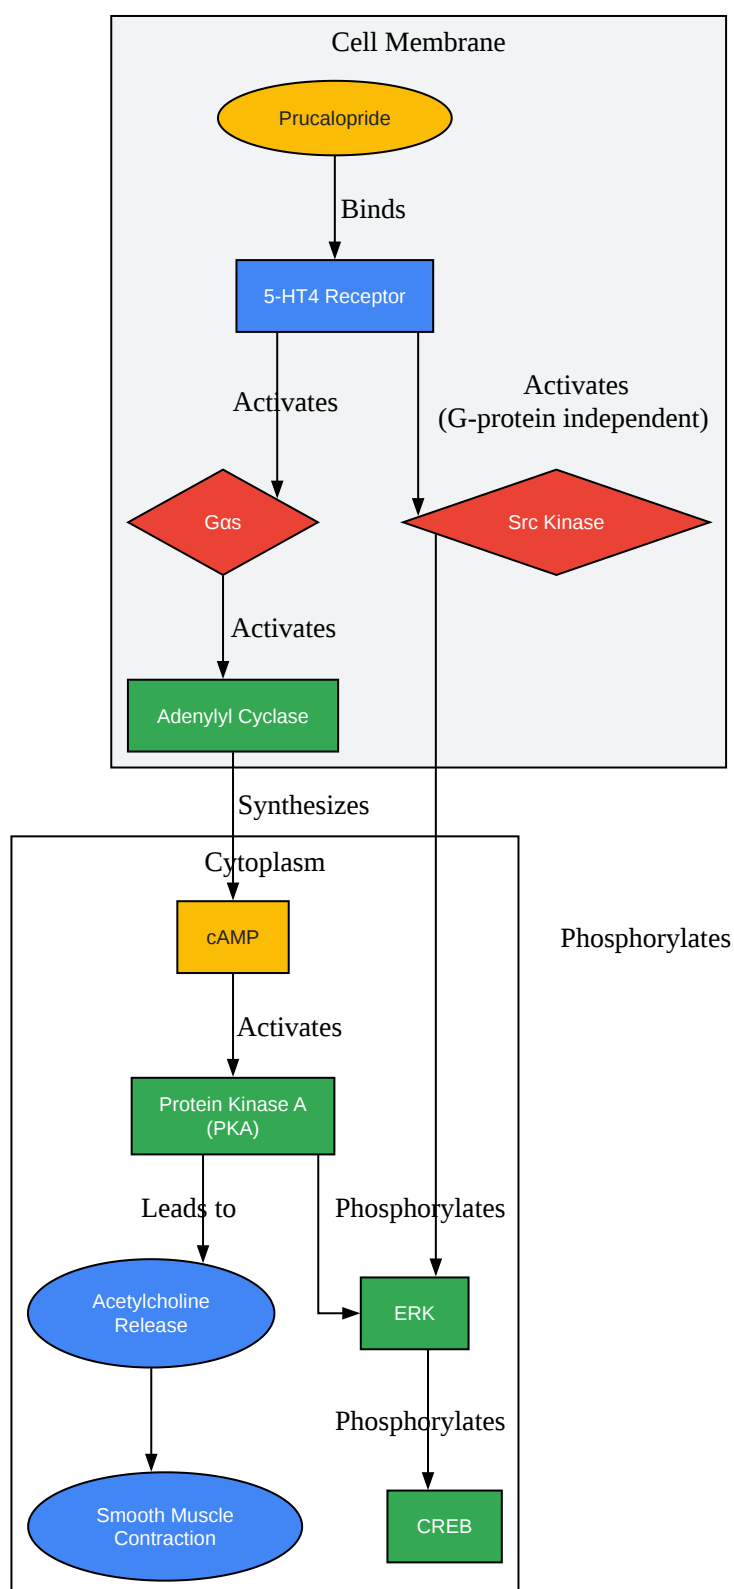 Cell Membrane
Prucalopride
Binds
5-HT4 Receptor
Activates
Activates
(G-protein independent)
Gαs
Src Kinase
Activates
Adenylyl Cyclase
Synthesizes
Cytoplasm
cAMP
Phosphorylates
Activates
Protein Kinase A
(PKA)
Leads to
Phosphorylates
Acetylcholine
Release
ERK
Phosphorylates
Smooth Muscle
Contraction
CREB